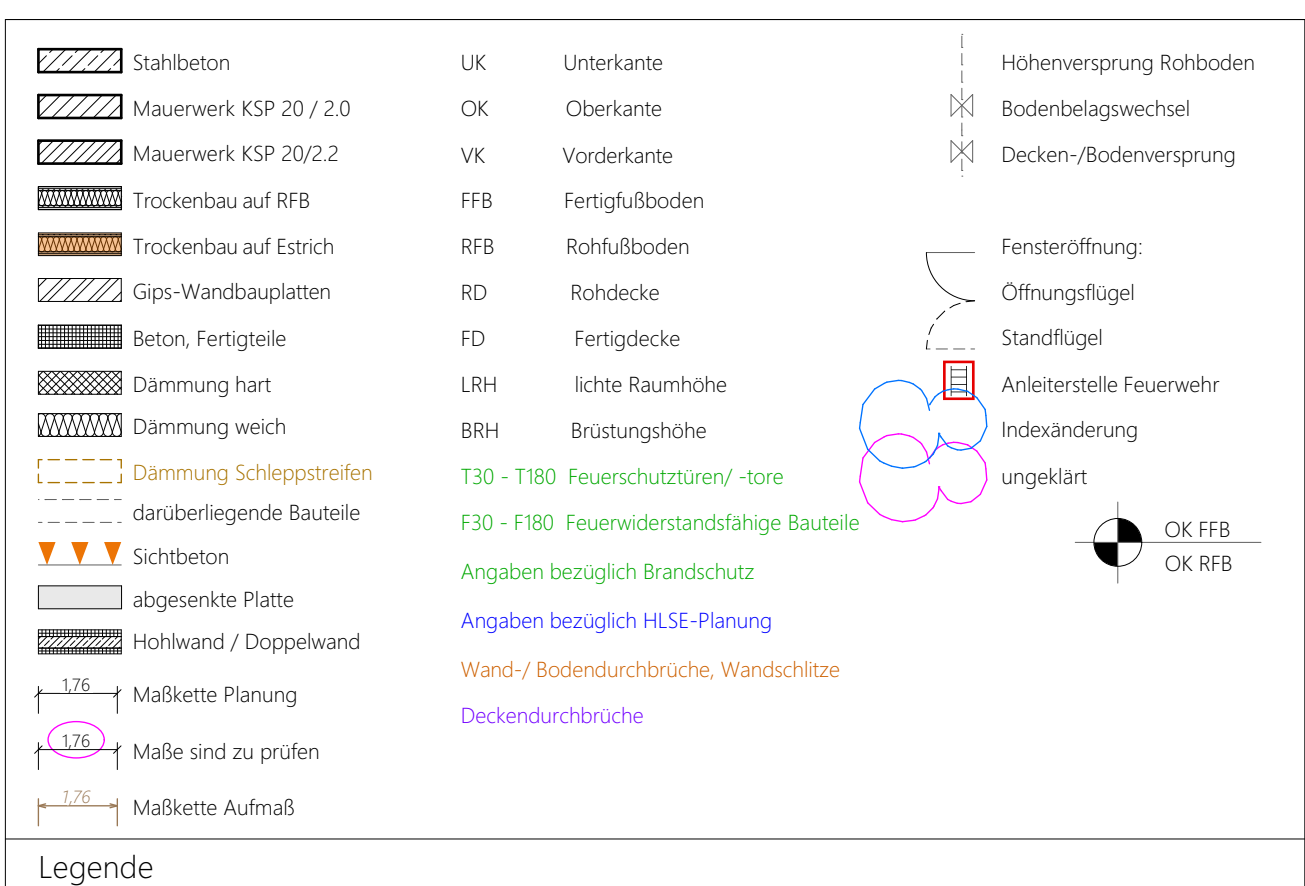 Stahlbeton
Mauerwerk KSP 20 / 2.0
Mauerwerk KSP 20/2.2
Trockenbau auf RFB
Trockenbau auf Estrich
Gips-Wandbauplatten
Beton, Fertigteile
Dämmung hart
Dämmung weich
Dämmung Schleppstreifen
darüberliegende Bauteile
Sichtbeton
abgesenkte Platte
Hohlwand / Doppelwand
1,76 Maßkette Planung
1,76 Maße sind zu prüfen
1,76 Maßkette Aufmaß
UK Unterkante
OK Oberkante
VK Vorderkante
FFB Fertigfußboden
RFB Rohfußboden
RD Rohdecke
FD Fertigdecke
LRH lichte Raumhöhe
BRH Brüstungshöhe
T30 - T180 Feuerschutztüren/ -tore
F30 - F180 Feuerwiderstandsfähige Bauteile
Angaben bezüglich Brandschutz
Angaben bezüglich HLSE-Planung
Wand-/ Bodendurchbrüche, Wandschlitze
Deckendurchbrüche
Höhenversprung Rohboden
Bodenbelagswechsel
Decken-/Bodenversprung
Fensteröffnung:
Öffnungsflügel
Standflügel
Anleiterstelle Feuerwehr
Indexänderung
ungeklärt
OK FFB
OK RFB
Legende